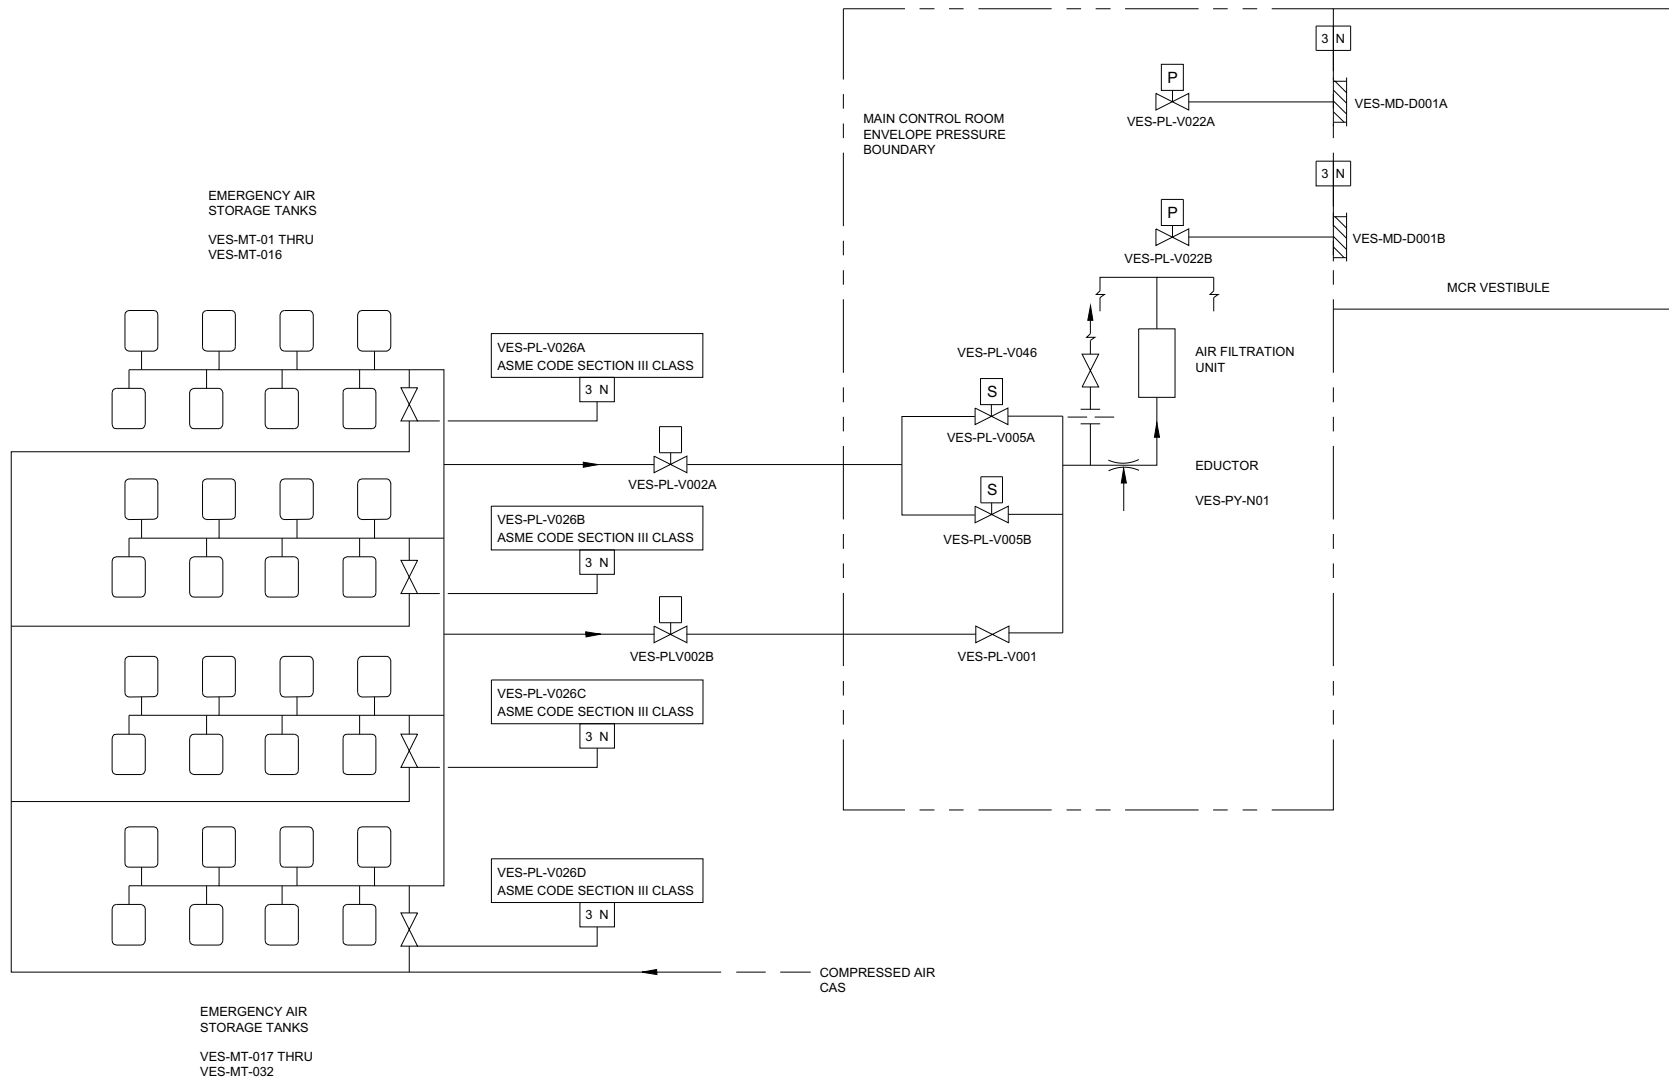 3 N
P
VES-MD-D001A
VES-PL-V022A
MAIN CONTROL ROOM
ENVELOPE PRESSURE
BOUNDARY
3 N
P
VES-MD-D001B
VES-PL-V022B
MCR VESTIBULE
EMERGENCY AIR
STORAGE TANKS
VES-MT-01 THRU
VES-MT-016
VES-PL-V026A
ASME CODE SECTION III CLASS
3 N
VES-PL-V002A
VES-PL-V026B
ASME CODE SECTION III CLASS
3 N
VES-PLV002B
VES-PL-V026C
ASME CODE SECTION III CLASS
3 N
VES-PL-V026D
ASME CODE SECTION III CLASS
3 N
VES-PL-V046
AIR FILTRATION
UNIT
S
VES-PL-V005A
EDUCTOR
VES-PY-N01
S
VES-PL-V005B
VES-PL-V001
COMPRESSED AIR
CAS
EMERGENCY AIR
STORAGE TANKS
VES-MT-017 THRU
VES-MT-032